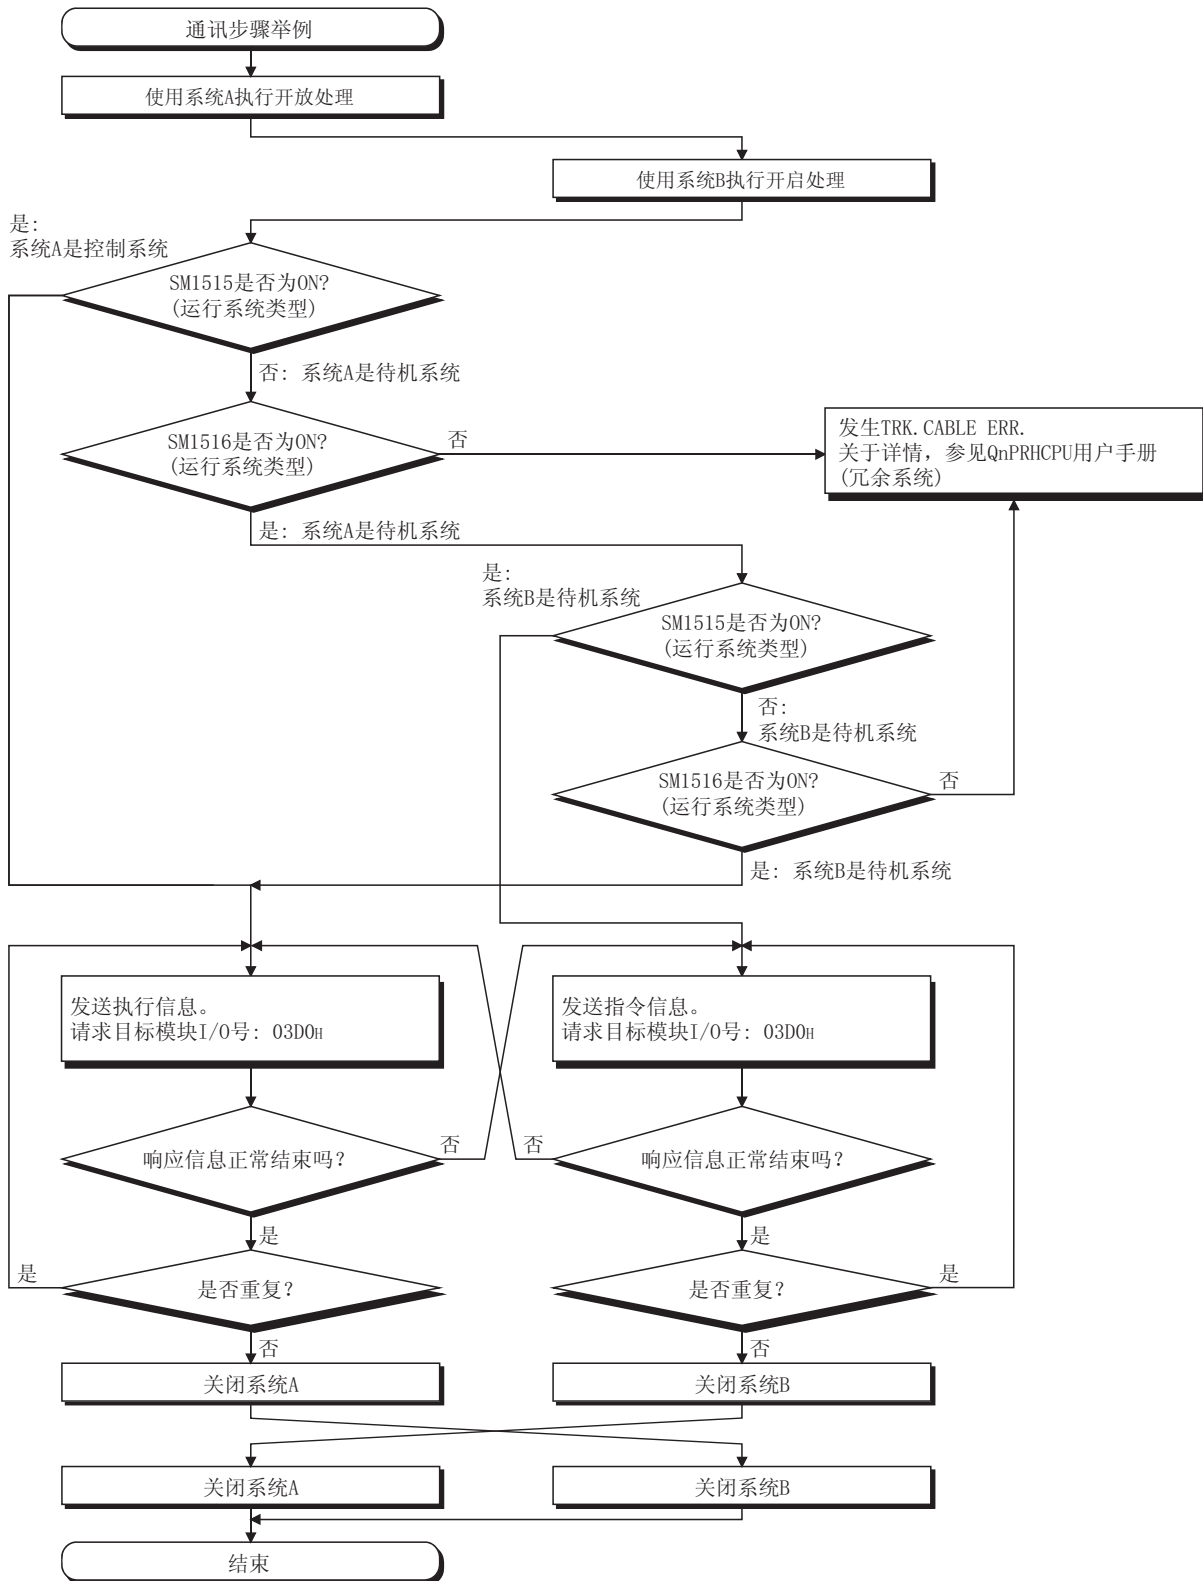 通讯步骤举例
使用系统A执行开放处理
使用系统B执行开启处理
是:
系统A是控制系统
SM1515是否为ON?
(运行系统类型)
否: 系统A是待机系统
SM1516是否为ON?
(运行系统类型)
否
发生TRK.CABLE ERR.
关于详情, 参见QnPRHCPU用户手册
(冗余系统)
是: 系统A是待机系统
是:
系统B是待机系统
SM1515是否为ON?
(运行系统类型)
否:
系统B是待机系统
SM1516是否为ON?
(运行系统类型)
否
是: 系统B是待机系统
发送执行信息。
请求目标模块I/O号: 03D0H
发送指令信息。
请求目标模块I/O号: 03D0H
响应信息正常结束吗?
否
否
响应信息正常结束吗?
是
是
是
是否重复?
是否重复?
是
否
否
关闭系统A
关闭系统B
关闭系统A
关闭系统B
结束